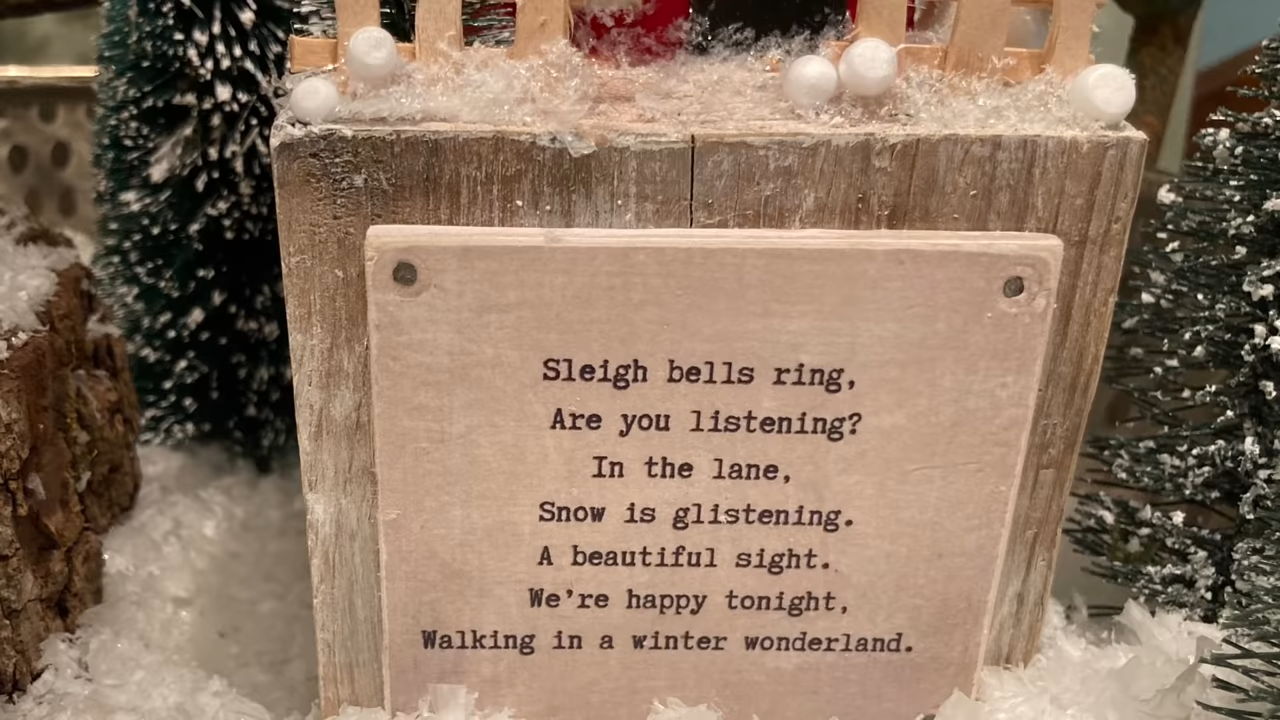 Sleigh bells ring,
Are you listening?
In the lane,
Snow is glistening.
A beautiful sight.
We're happy tonight,
Walking in a winter wonderland.